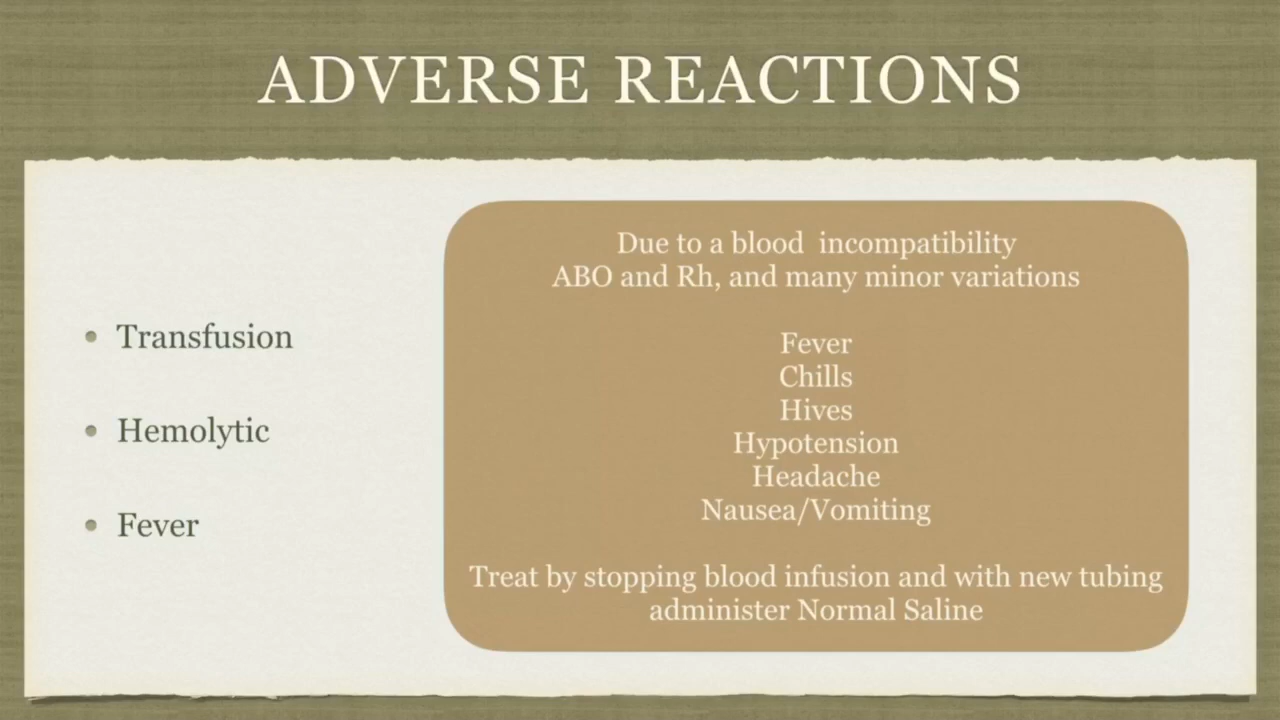 ADVERSE REACTIONS
• Transfusion
• Hemolytic
• Fever
Due to a blood incompatibility
ABO and Rh, and many minor variations
Fever
Chills
Hives
Hypotension
Headache
Nausea/Vomiting
Treat by stopping blood infusion and with new tubing
administer Normal Saline